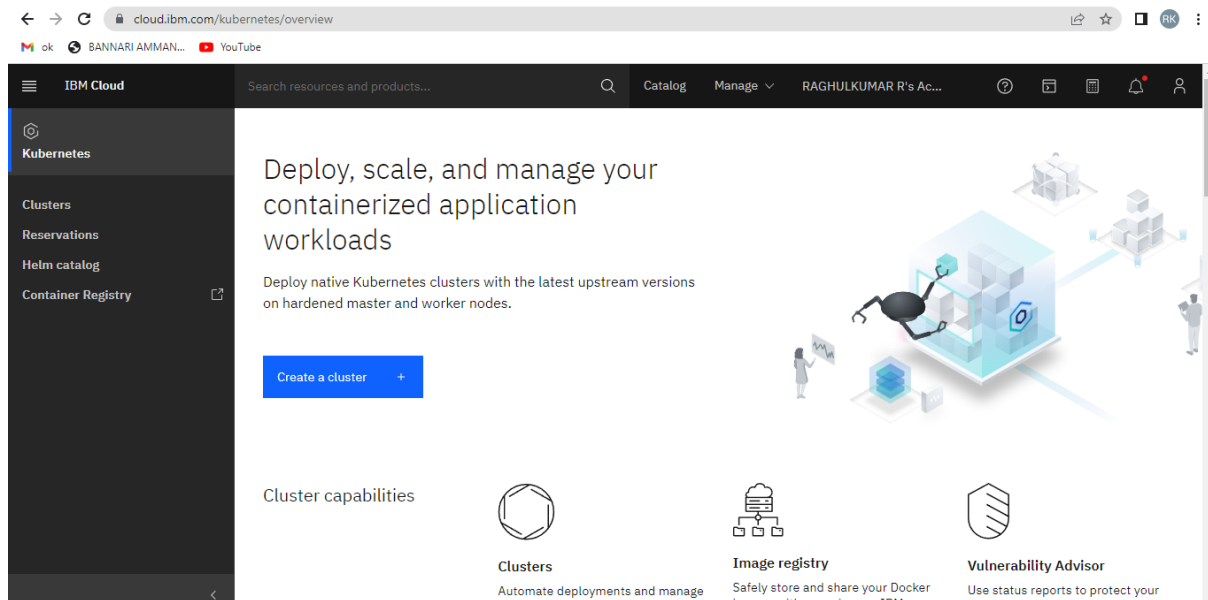 cloud.ibm.com/kubernetes/overview
RK
ok
BANNARI AMMAN...
YouTube
IBM Cloud
Search resources and products...
Catalog
Manage
RAGHULKUMAR R's Ac...
Kubernetes
Clusters
Reservations
Helm catalog
Container Registry
Deploy, scale, and manage your
containerized application
workloads
Deploy native Kubernetes clusters with the latest upstream versions
on hardened master and worker nodes.
Create a cluster +
Cluster capabilities
Clusters
Automate deployments and manage
Image registry
Safely store and share your Docker
Vulnerability Advisor
Use status reports to protect your